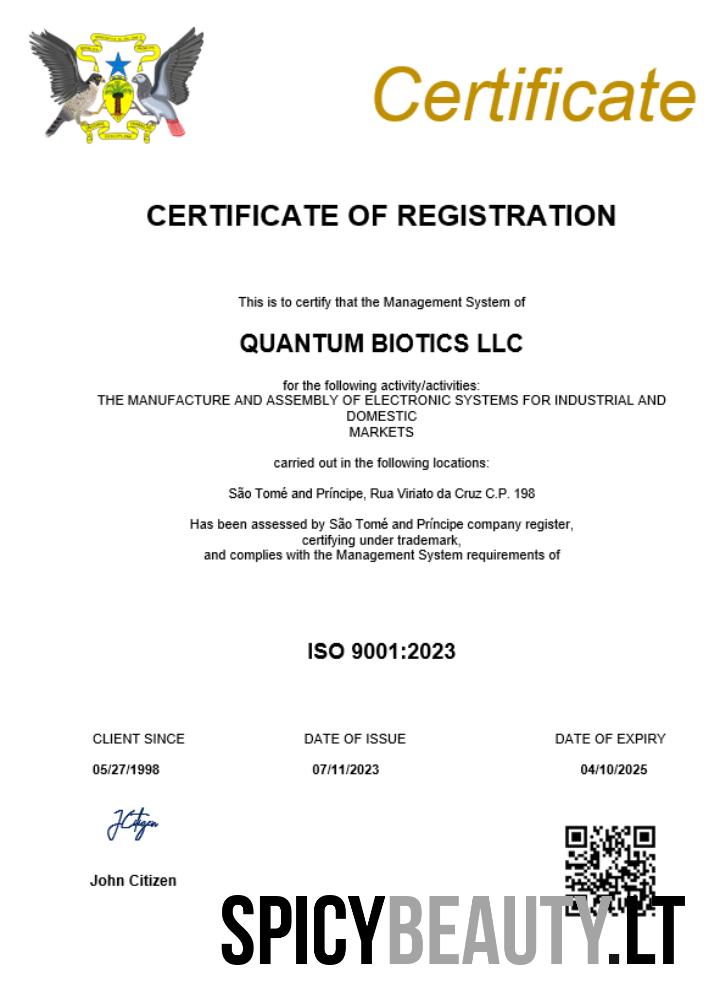 Certificate
CERTIFICATE OF REGISTRATION
This is to certify that the Management System of
QUANTUM BIOTICS LLC
for the following activity/activities:
THE MANUFACTURE AND ASSEMBLY OF ELECTRONIC SYSTEMS FOR INDUSTRIAL AND
DOMESTIC
MARKETS
carried out in the following locations:
São Tomé and Príncipe, Rua Viriato da Cruz C.P. 198
Has been assessed by São Tomé and Príncipe company register,
certifying under trademark,
and complies with the Management System requirements of
ISO 9001:2023
CLIENT SINCE DATE OF ISSUE DATE OF EXPIRY
05/27/1998 07/11/2023 04/10/2025
JCitizen
John Citizen
SPICYBEAUTY.LT